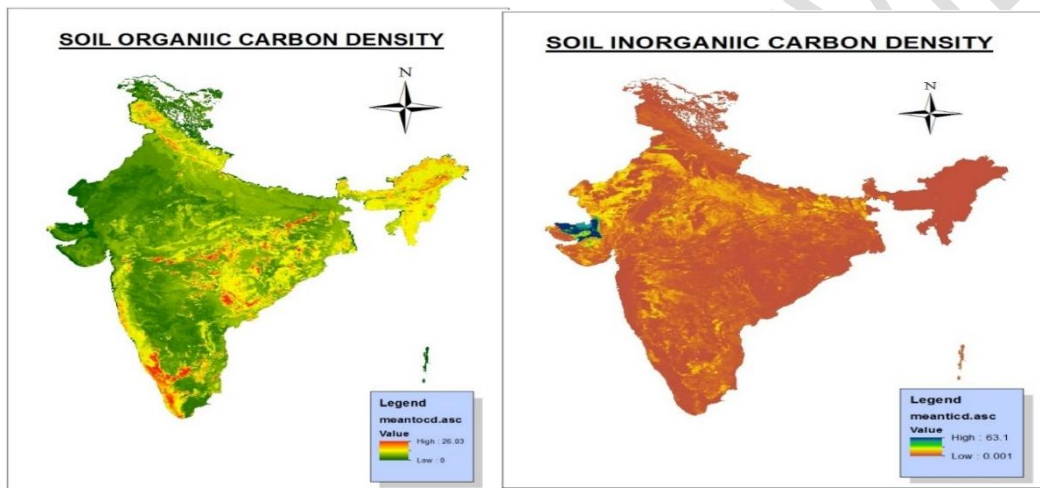 SOIL ORGANIIC CARBON DENSITY
N
Legend
meantocd.asc
Value
High : 26.03
Low : 0
SOIL INORGANIIC CARBON DENSITY
N
Legend
meanticd.asc
Value
High : 63.1
Low : 0.001